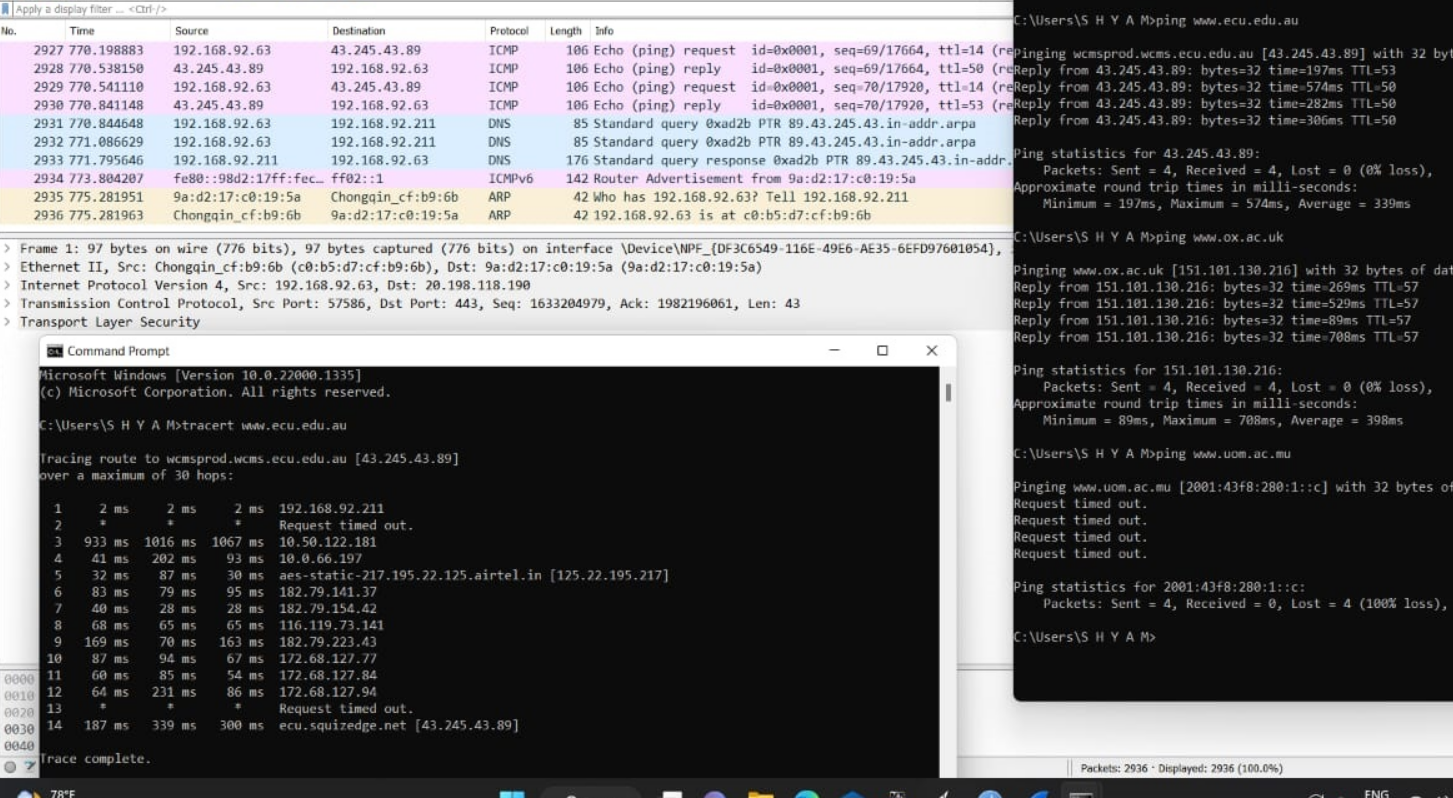 Apply a display filter ... <Ctrl-/>
No. Time Source Destination Protocol Length Info
2927 770.198883 192.168.92.63 43.245.43.89 ICMP 106 Echo (ping) request id=0x0001, seq=69/17664, ttl=14 (re
2928 770.538150 43.245.43.89 192.168.92.63 ICMP 106 Echo (ping) reply id=0x0001, seq=69/17664, ttl=50 (re
2929 770.541110 192.168.92.63 43.245.43.89 ICMP 106 Echo (ping) request id=0x0001, seq=70/17920, ttl=14 (re
2930 770.841148 43.245.43.89 192.168.92.63 ICMP 106 Echo (ping) reply id=0x0001, seq=70/17920, ttl=53 (re
2931 770.844648 192.168.92.63 192.168.92.211 DNS 85 Standard query 0xad2b PTR 89.43.245.43.in-addr.arpa
2932 771.086629 192.168.92.63 192.168.92.211 DNS 85 Standard query 0xad2b PTR 89.43.245.43.in-addr.arpa
2933 771.795646 192.168.92.211 192.168.92.63 DNS 176 Standard query response 0xad2b PTR 89.43.245.43.in-addr.
2934 773.804207 fe80::98d2:17ff:fec… ff02::1 ICMPv6 142 Router Advertisement from 9a:d2:17:c0:19:5a
2935 775.281951 9a:d2:17:c0:19:5a Chongqin_cf:b9:6b ARP 42 Who has 192.168.92.63? Tell 192.168.92.211
2936 775.281963 Chongqin_cf:b9:6b 9a:d2:17:c0:19:5a ARP 42 192.168.92.63 is at c0:b5:d7:cf:b9:6b
> Frame 1: 97 bytes on wire (776 bits), 97 bytes captured (776 bits) on interface \Device\NPF_{DF3C6549-116E-49E6-AE35-6EFD97601054},
> Ethernet II, Src: Chongqin_cf:b9:6b (c0:b5:d7:cf:b9:6b), Dst: 9a:d2:17:c0:19:5a (9a:d2:17:c0:19:5a)
> Internet Protocol Version 4, Src: 192.168.92.63, Dst: 20.198.118.190
> Transmission Control Protocol, Src Port: 57586, Dst Port: 443, Seq: 1633204979, Ack: 1982196061, Len: 43
> Transport Layer Security
Command Prompt
Microsoft Windows [Version 10.0.22000.1335]
(c) Microsoft Corporation. All rights reserved.
C:\Users\S H Y A M>tracert www.ecu.edu.au
Tracing route to wcmsprod.wcms.ecu.edu.au [43.245.43.89]
over a maximum of 30 hops:
1 2 ms 2 ms 2 ms 192.168.92.211
2 * * * Request timed out.
3 933 ms 1016 ms 1067 ms 10.50.122.181
4 41 ms 202 ms 93 ms 10.0.66.197
5 32 ms 87 ms 30 ms aes-static-217.195.22.125.airtel.in [125.22.195.217]
6 83 ms 79 ms 95 ms 182.79.141.37
7 40 ms 28 ms 28 ms 182.79.154.42
8 68 ms 65 ms 65 ms 116.119.73.141
9 169 ms 70 ms 163 ms 182.79.223.43
10 87 ms 94 ms 67 ms 172.68.127.77
11 60 ms 85 ms 54 ms 172.68.127.84
12 64 ms 231 ms 86 ms 172.68.127.94
13 * * * Request timed out.
14 187 ms 339 ms 300 ms ecu.squizedge.net [43.245.43.89]
Trace complete.
0000
0010
0020
0030
0040
C:\Users\S H Y A M>ping www.ecu.edu.au
Pinging wcmsprod.wcms.ecu.edu.au [43.245.43.89] with 32 byt
Reply from 43.245.43.89: bytes=32 time=197ms TTL=53
Reply from 43.245.43.89: bytes=32 time=574ms TTL=50
Reply from 43.245.43.89: bytes=32 time=282ms TTL=50
Reply from 43.245.43.89: bytes=32 time=306ms TTL=50
Ping statistics for 43.245.43.89:
Packets: Sent = 4, Received = 4, Lost = 0 (0% loss),
Approximate round trip times in milli-seconds:
Minimum = 197ms, Maximum = 574ms, Average = 339ms
C:\Users\S H Y A M>ping www.ox.ac.uk
Pinging www.ox.ac.uk [151.101.130.216] with 32 bytes of dat
Reply from 151.101.130.216: bytes=32 time=269ms TTL=57
Reply from 151.101.130.216: bytes=32 time=529ms TTL=57
Reply from 151.101.130.216: bytes=32 time=89ms TTL=57
Reply from 151.101.130.216: bytes=32 time=708ms TTL=57
Ping statistics for 151.101.130.216:
Packets: Sent = 4, Received = 4, Lost = 0 (0% loss),
Approximate round trip times in milli-seconds:
Minimum = 89ms, Maximum = 708ms, Average = 398ms
C:\Users\S H Y A M>ping www.uom.ac.mu
Pinging www.uom.ac.mu [2001:43f8:280:1::c] with 32 bytes of
Request timed out.
Request timed out.
Request timed out.
Request timed out.
Ping statistics for 2001:43f8:280:1::c:
Packets: Sent = 4, Received = 0, Lost = 4 (100% loss),
C:\Users\S H Y A M>
Packets: 2936 · Displayed: 2936 (100.0%)
78°F
ENG